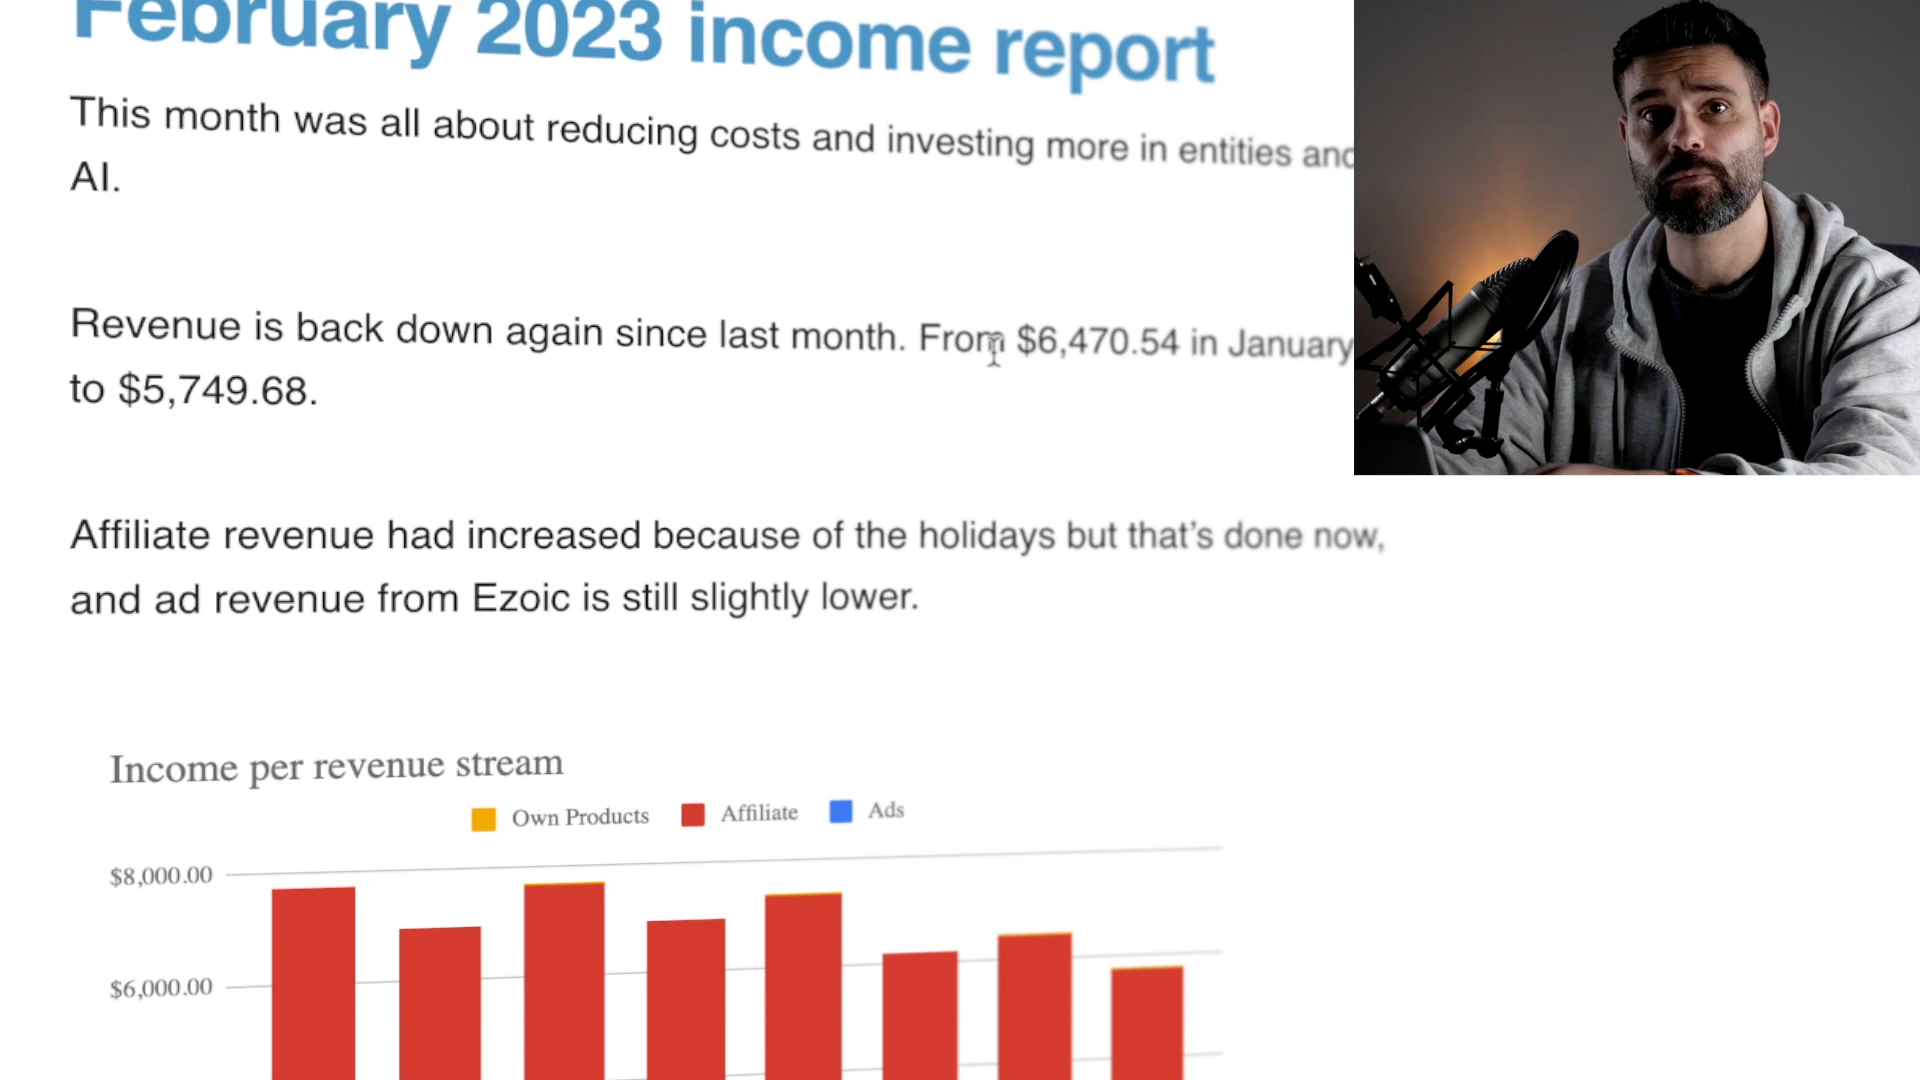 February 2023 income report
This month was all about reducing costs and investing more in entities and
AI.
Revenue is back down again since last month. From $6,470.54 in January
to $5,749.68.
Affiliate revenue had increased because of the holidays but that's done now,
and ad revenue from Ezoic is still slightly lower.
Income per revenue stream
Own Products Affiliate Ads
$8,000.00
$6,000.00